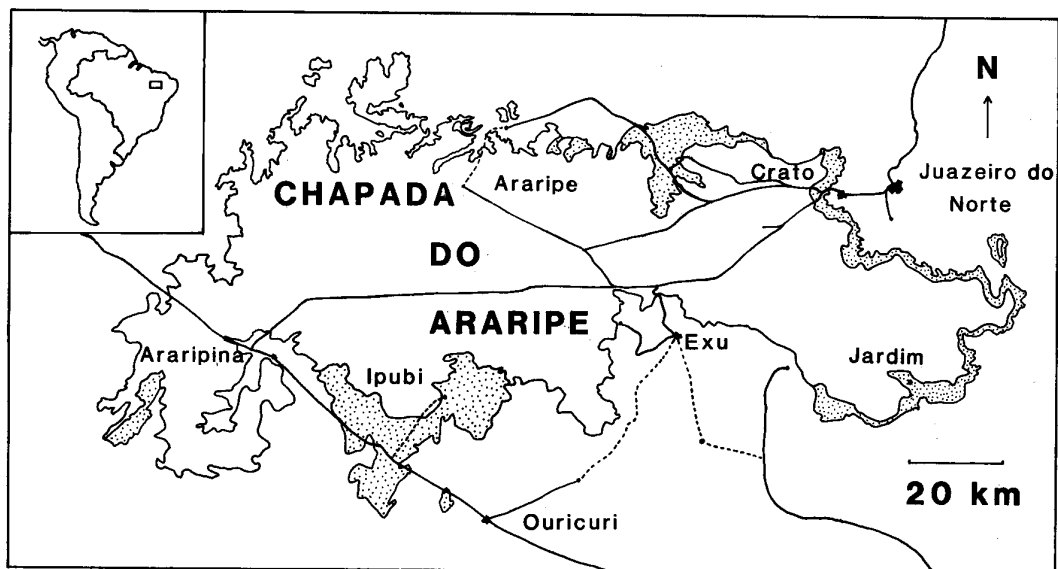 N
Juazeiro do
Norte
Crato
Araripe
CHAPADA
DO
ARARIPE
Exu
Jardim
Araripina
Ipubi
20 km
Ouricuri